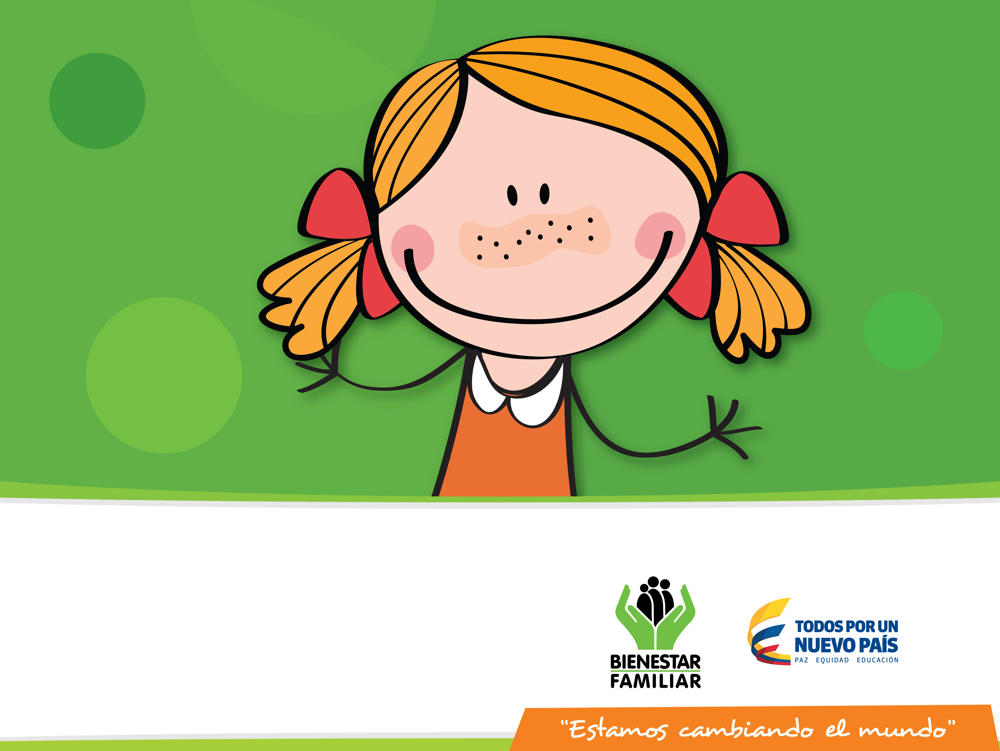 BIENESTAR
FAMILIAR
TODOS POR UN
NUEVO PAÍS
PAZ EQUIDAD EDUCACIÓN
"Estamos cambiando el mundo"